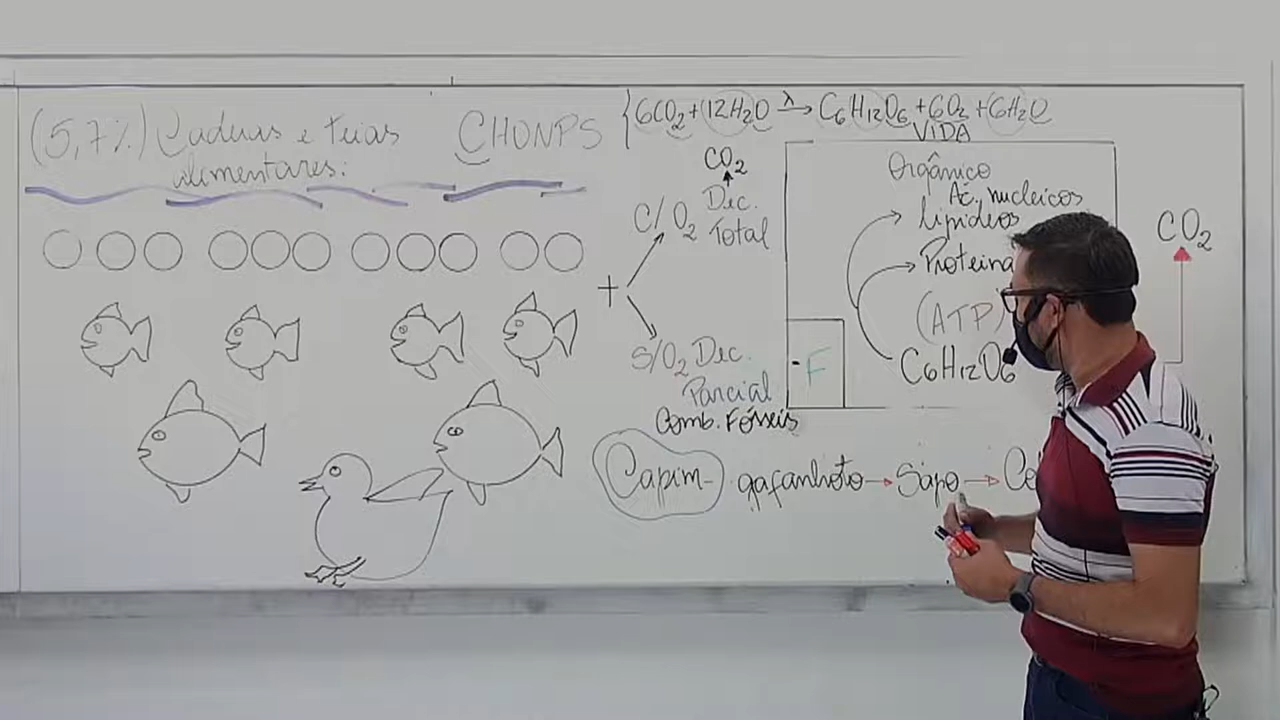 (5,7%) Cadeias e teias
alimentares:
CHONPS
6CO2+12H2O λ→ C6H12O6+6O2+6H2O
VIDA
CO2
Dec.
Total
C/O2
+
S/O2 Dec.
Parcial
Comb. Fósseis
Orgânico
Ác. nucleicos
lipídeos
Proteína
(ATP)
C6H12O6
F
CO2
Capim gafanhoto → Sapo →